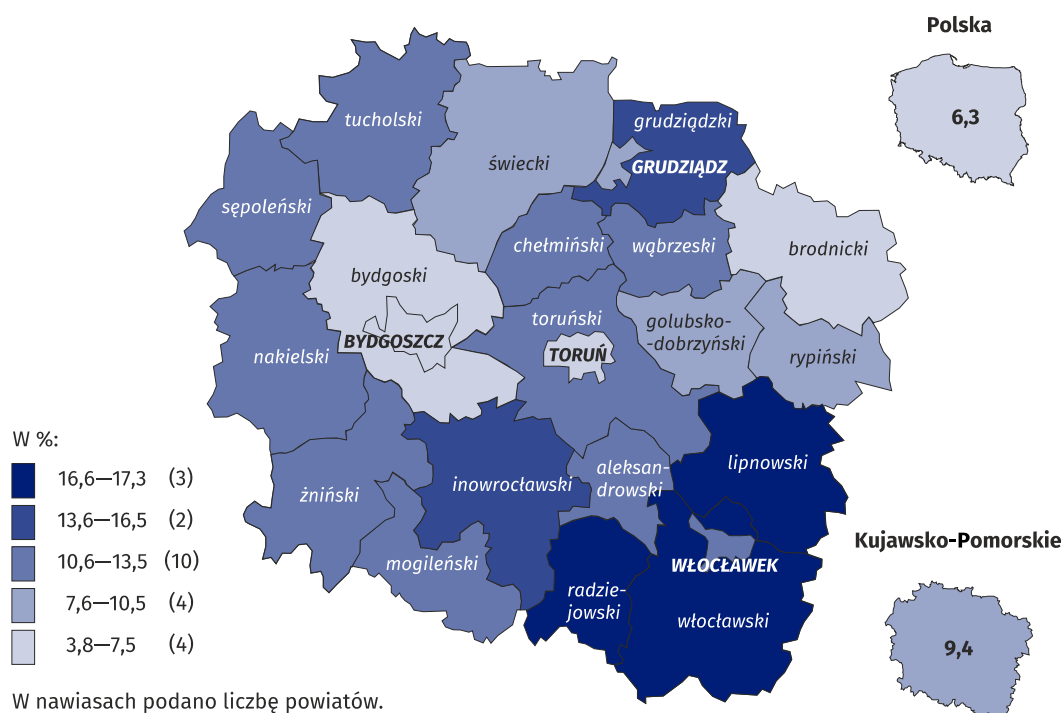 Polska
6,3
tucholski
grudziądzki
świecki
GRUDZIĄDZ
sępoleński
chełmiński
wąbrzeski
brodnicki
bydgoski
toruński
golubsko-
-dobrzyński
BYDGOSZCZ
TORUŃ
rypiński
nakielski
W %:
16,6—17,3 (3)
13,6—16,5 (2)
10,6—13,5 (10)
7,6—10,5 (4)
3,8—7,5 (4)
żniński
inowrocławski
aleksan-
drowski
lipnowski
mogileński
radzie-
jowski
WŁOCŁAWEK
włocławski
Kujawsko-Pomorskie
9,4
W nawiasach podano liczbę powiatów.